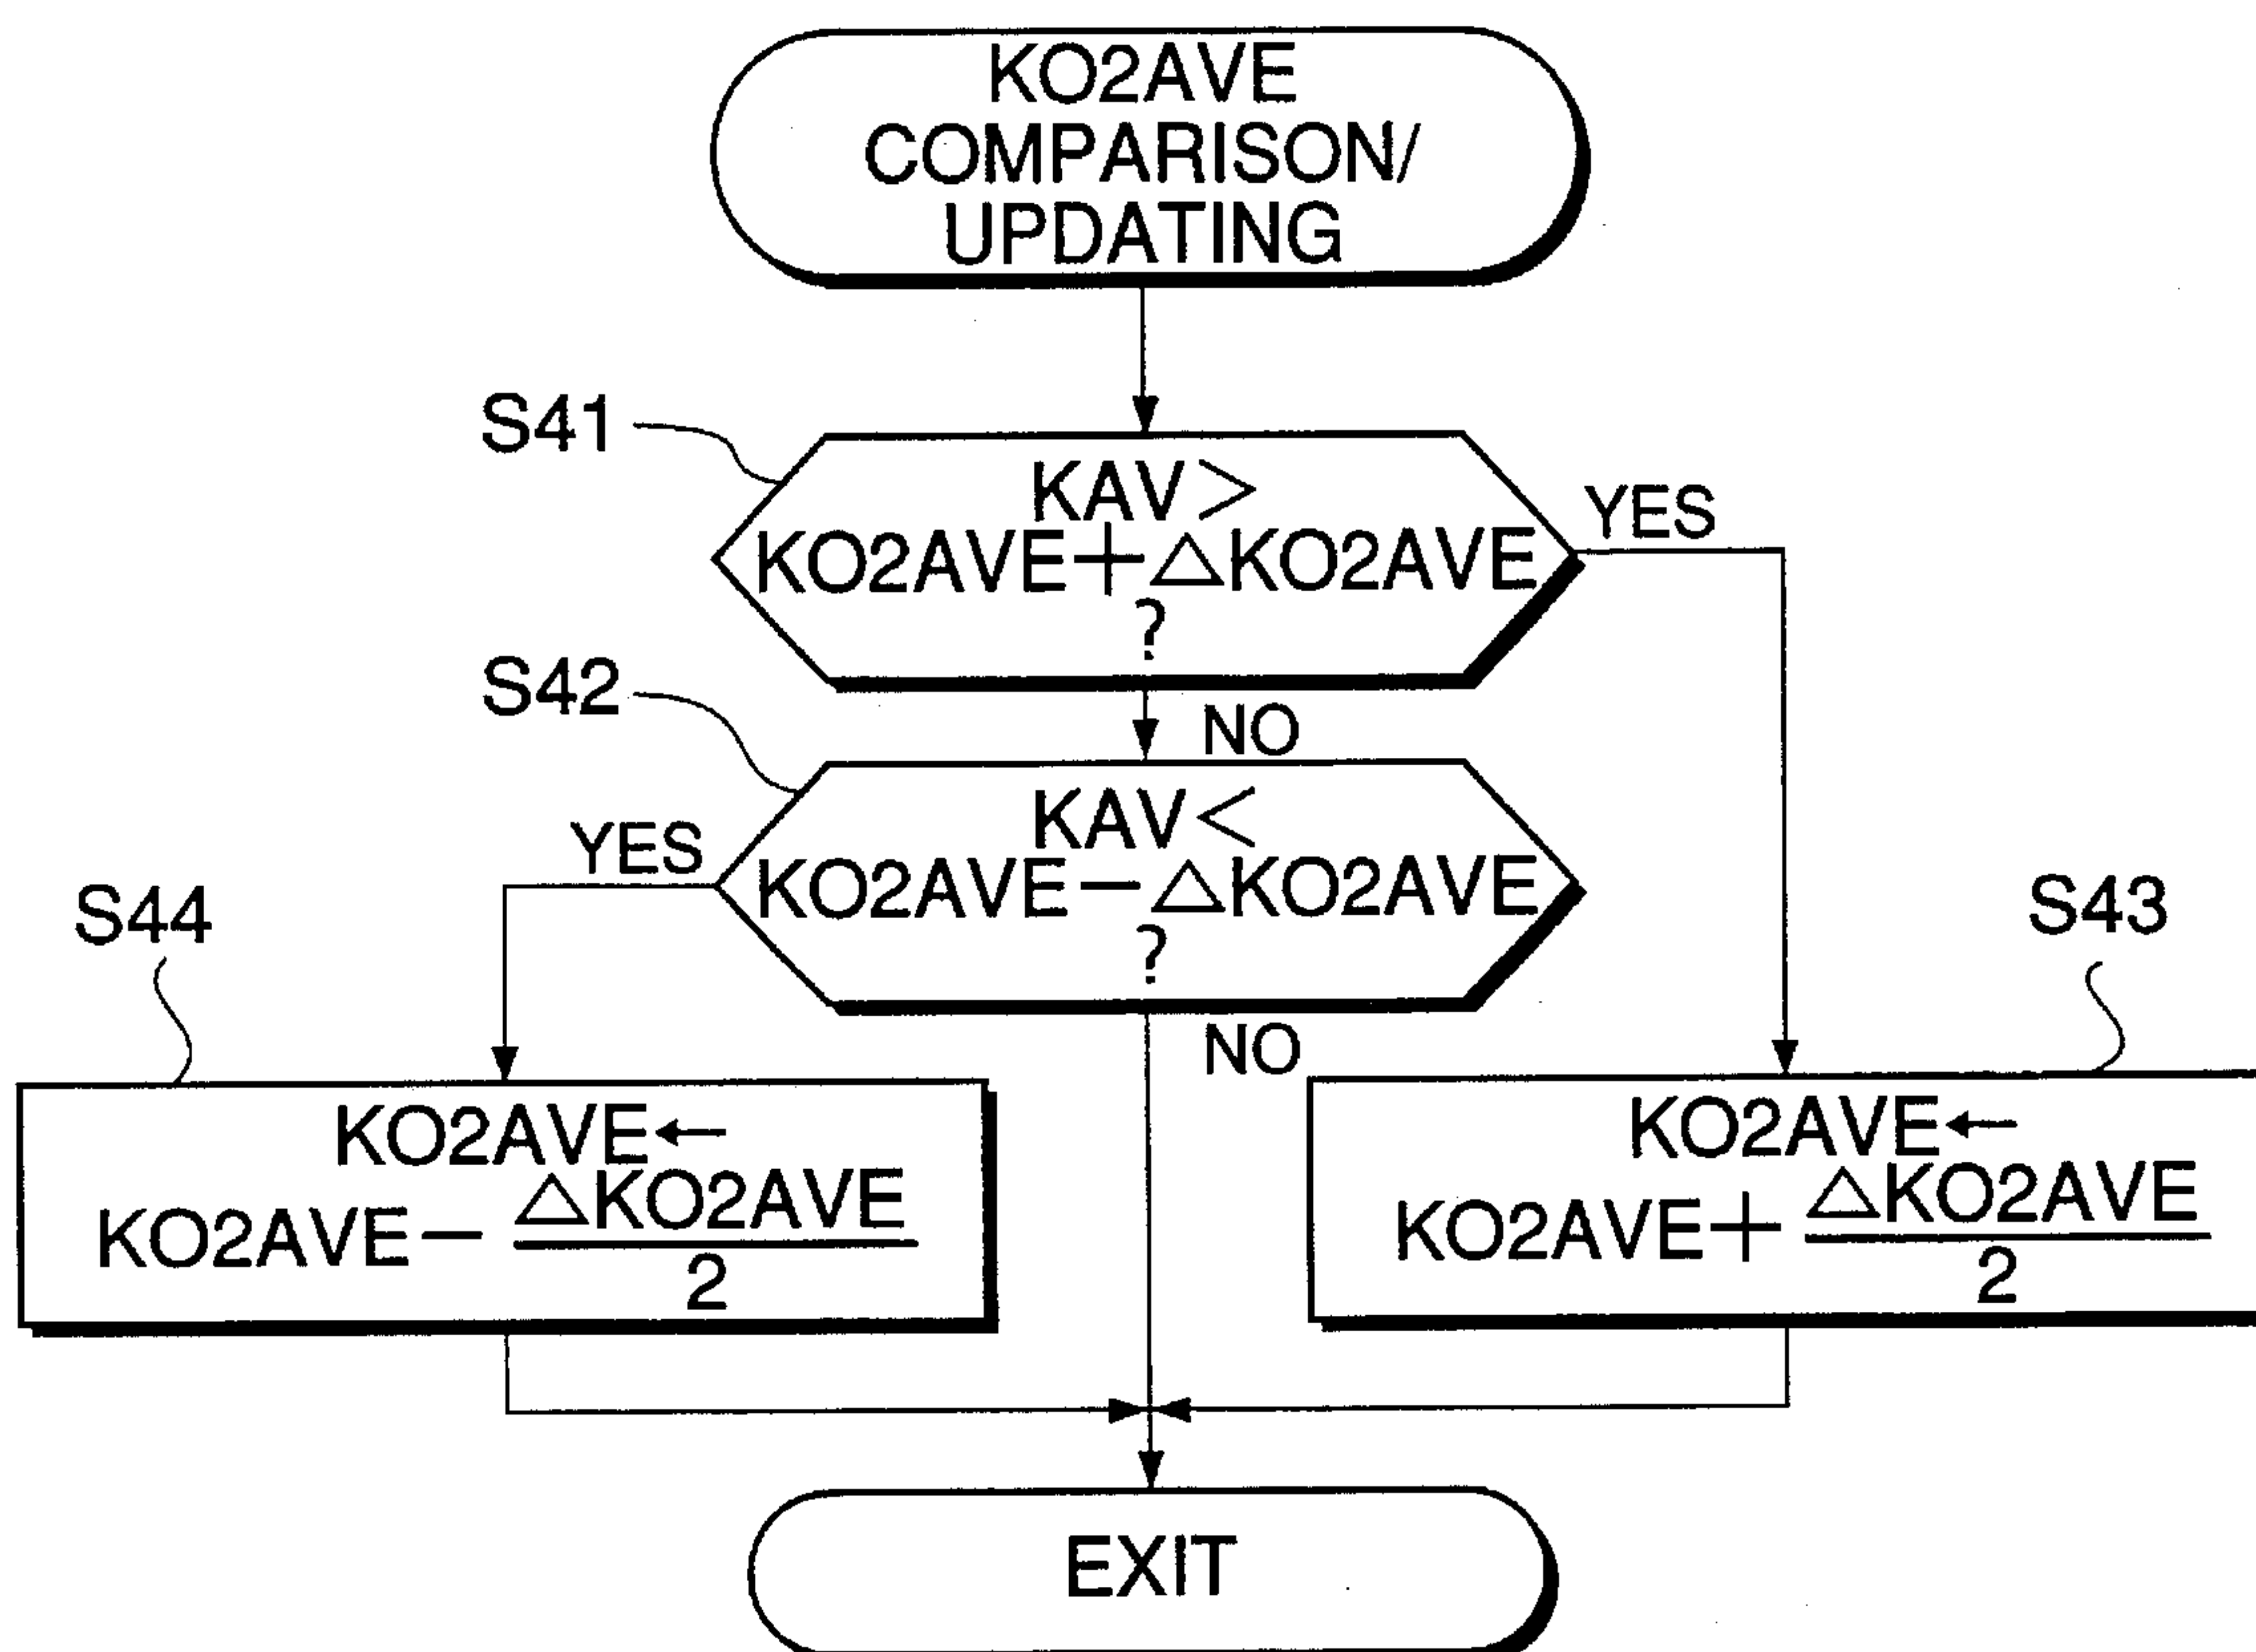 KO2AVE
COMPARISON/
UPDATING
S41
KAV>
KO2AVE+△KO2AVE
?
YES
NO
S42
KAV<
KO2AVE-△KO2AVE
?
YES
NO
S44
KO2AVE←
KO2AVE- △KO2AVE
2
S43
KO2AVE←
KO2AVE+ △KO2AVE
2
EXIT